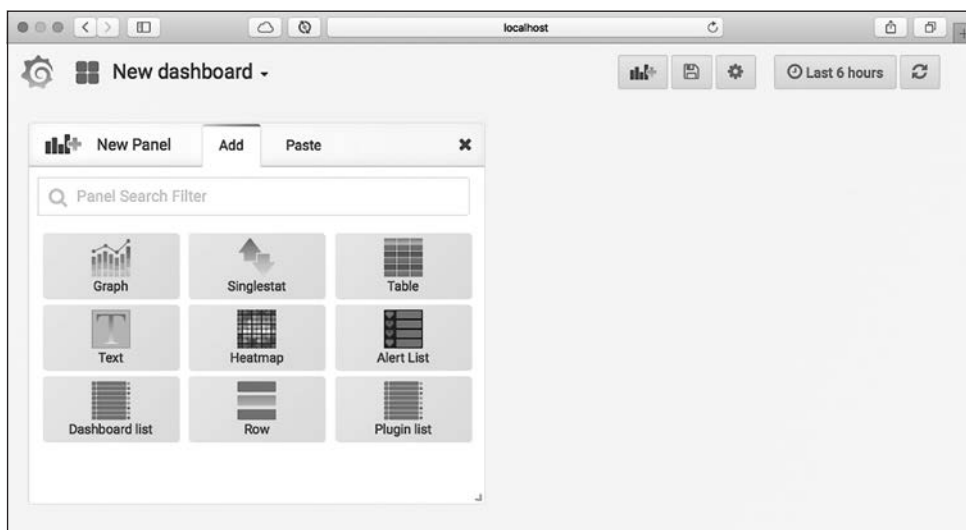 localhost
New dashboard
Last 6 hours
New Panel Add Paste
Panel Search Filter
Graph Singlestat Table
Text Heatmap Alert List
Dashboard list Row Plugin list